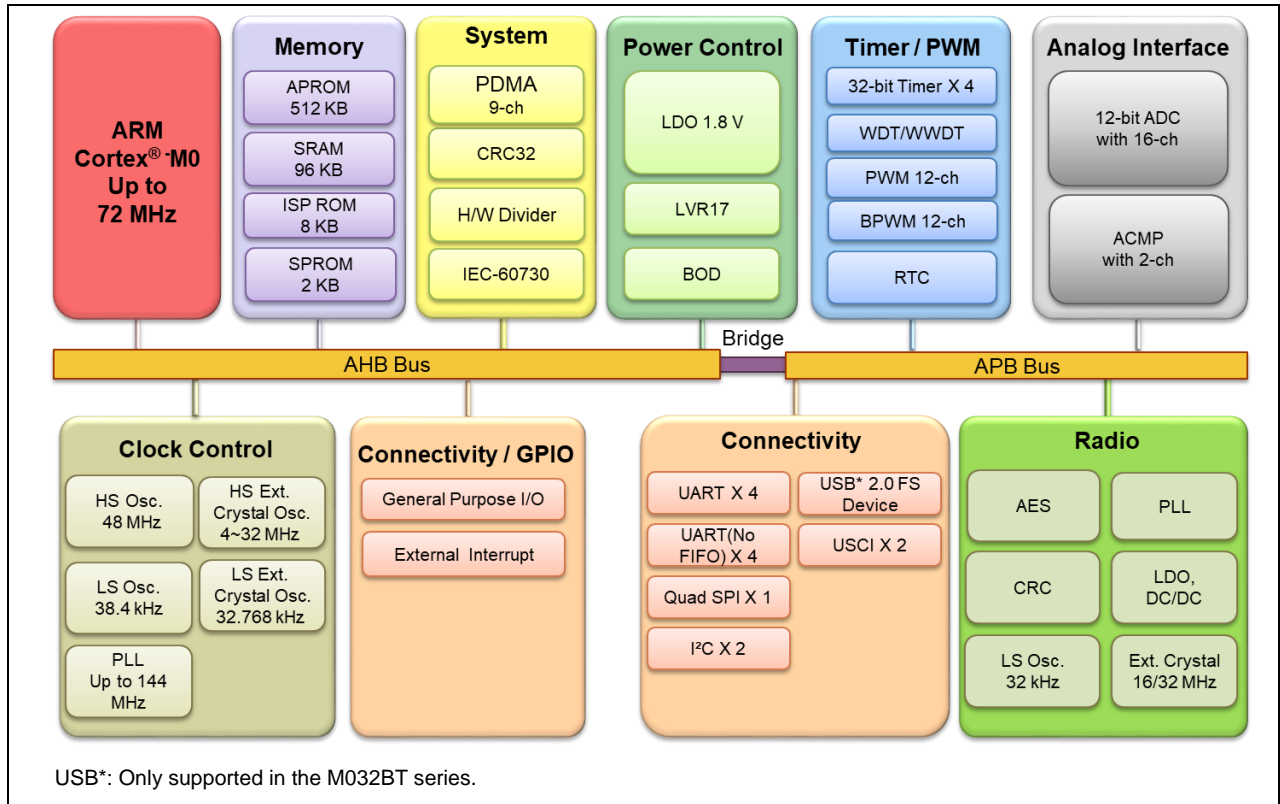 ARM
Cortex® -M0
Up to
72 MHz
Memory
APROM
512 KB
SRAM
96 KB
ISP ROM
8 KB
SPROM
2 KB
System
PDMA
9-ch
CRC32
H/W Divider
IEC-60730
Power Control
LDO 1.8 V
LVR17
BOD
Timer / PWM
32-bit Timer X 4
WDT/WWDT
PWM 12-ch
BPWM 12-ch
RTC
Analog Interface
12-bit ADC
with 16-ch
ACMP
with 2-ch
AHB Bus
Bridge
APB Bus
Clock Control
HS Osc.
48 MHz
HS Ext.
Crystal Osc.
4~32 MHz
LS Osc.
38.4 kHz
LS Ext.
Crystal Osc.
32.768 kHz
PLL
Up to 144
MHz
Connectivity / GPIO
General Purpose I/O
External Interrupt
Connectivity
UART X 4
USB* 2.0 FS
Device
UART(No
FIFO) X 4
USCI X 2
Quad SPI X 1
I²C X 2
Radio
AES
PLL
CRC
LDO,
DC/DC
LS Osc.
32 kHz
Ext. Crystal
16/32 MHz
USB*: Only supported in the M032BT series.